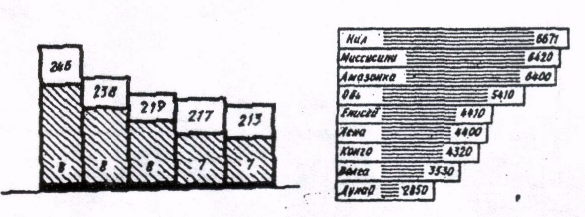 246
238
219
217
213
8
8
8
7
7
Нил 6671
Миссисипи 6420
Амазонка 6400
Обь 5410
Енисей 4410
Лена 4400
Конго 4320
Волга 3530
Дунай 2850